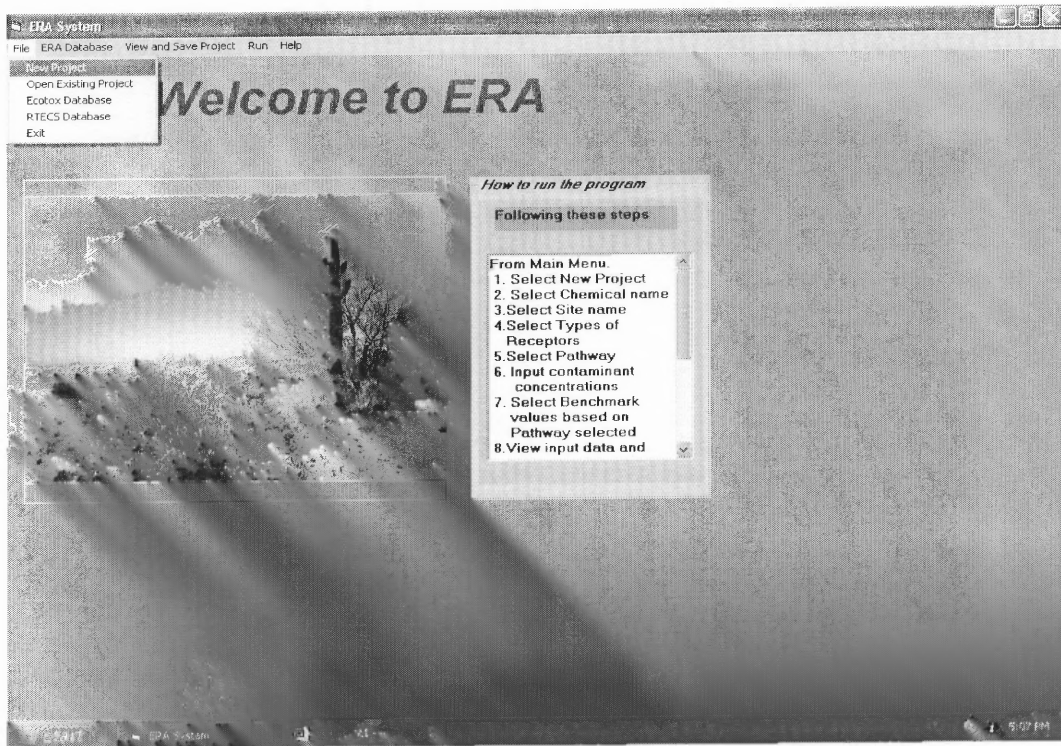 ERA System
File ERA Database View and Save Project Run Help
New Project
Open Existing Project
Ecotox Database
RTECS Database
Exit
Welcome to ERA
How to run the program
Following these steps
From Main Menu.
1. Select New Project
2. Select Chemical name
3.Select Site name
4.Select Types of
Receptors
5.Select Pathway
6. Input contaminant
concentrations
7. Select Benchmark
values based on
Pathway selected
8.View input data and
ERA System
5:07 PM